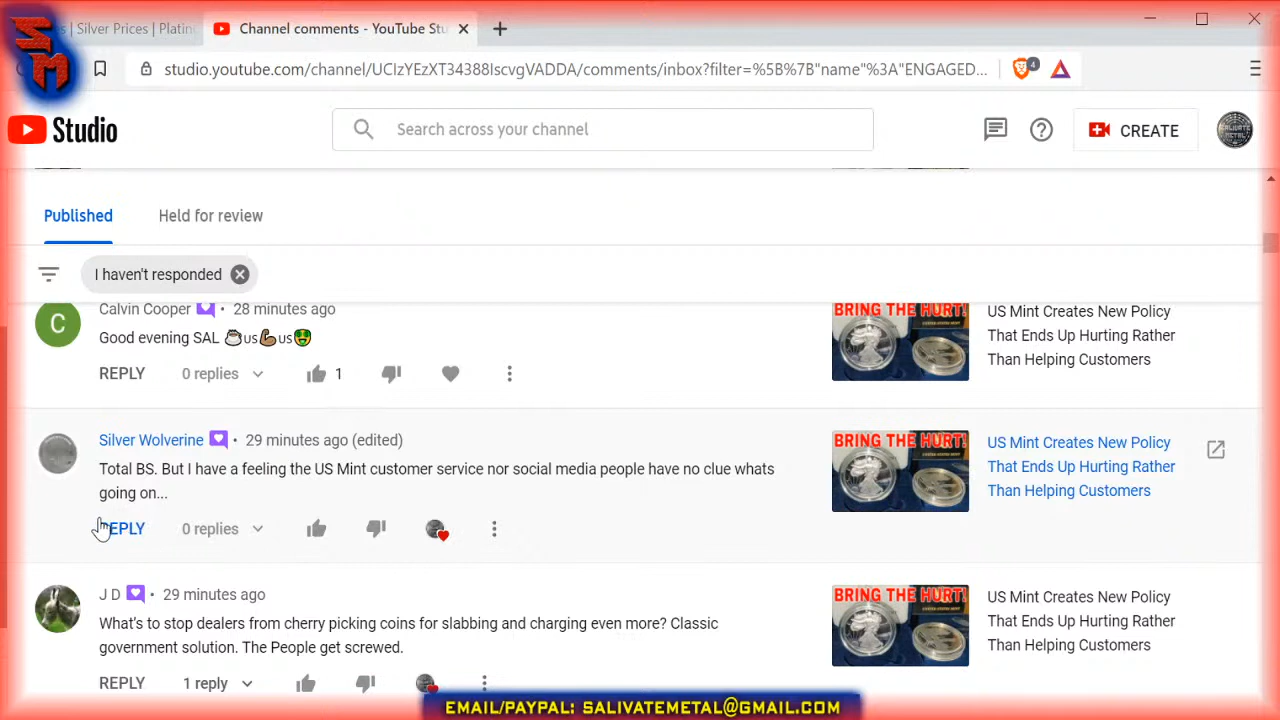 SM
s | Silver Prices | Platin
Channel comments - YouTube Stu
studio.youtube.com/channel/UCIzYEzXT34388IscvgVADDA/comments/inbox?filter=%5B%7B"name"%3A"ENGAGED...
4
Studio
Search across your channel
CREATE
Published
Held for review
I haven't responded
C
Calvin Cooper • 28 minutes ago
Good evening SAL ☃️us💪🏽us🤑
REPLY 0 replies 1
BRING THE HURT!
US Mint Creates New Policy
That Ends Up Hurting Rather
Than Helping Customers
Silver Wolverine • 29 minutes ago (edited)
Total BS. But I have a feeling the US Mint customer service nor social media people have no clue whats
going on...
REPLY 0 replies
BRING THE HURT!
US Mint Creates New Policy
That Ends Up Hurting Rather
Than Helping Customers
J D • 29 minutes ago
What's to stop dealers from cherry picking coins for slabbing and charging even more? Classic
government solution. The People get screwed.
REPLY 1 reply
BRING THE HURT!
US Mint Creates New Policy
That Ends Up Hurting Rather
Than Helping Customers
EMAIL/PAYPAL: SALIVATEMETAL@GMAIL.COM